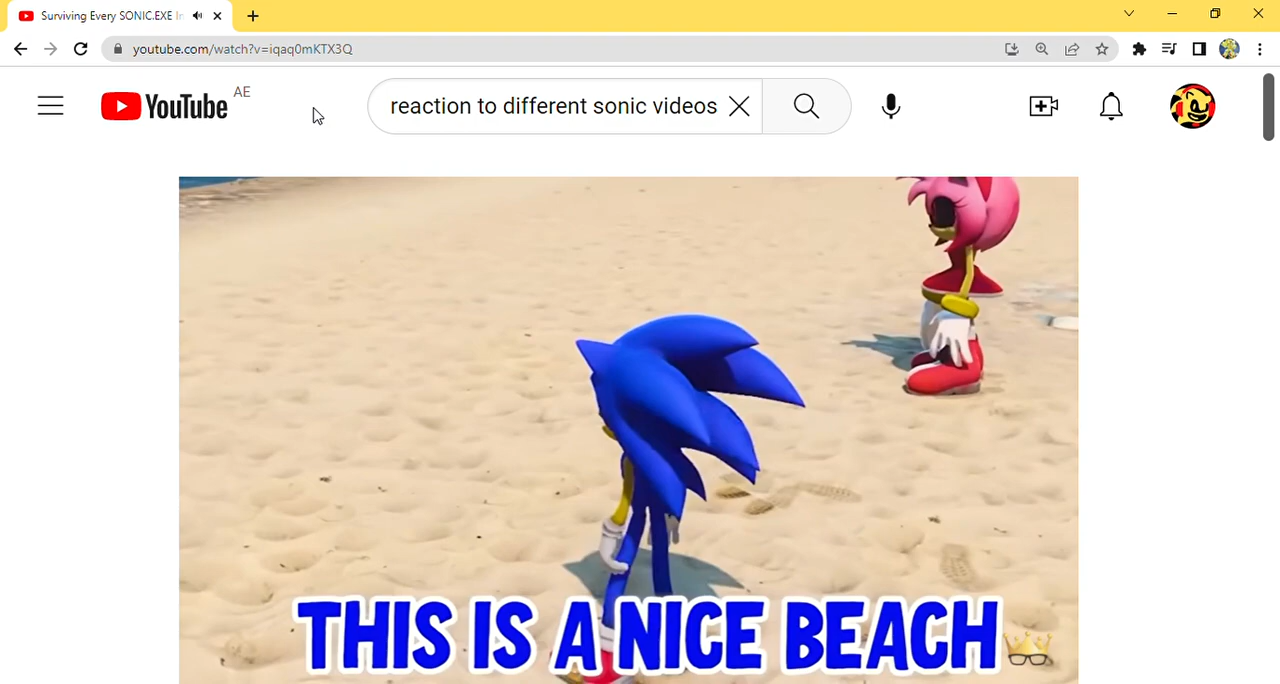 Surviving Every SONIC.EXE In
youtube.com/watch?v=iqaq0mKTX3Q
YouTube AE
reaction to different sonic videos
THIS IS A NICE BEACH